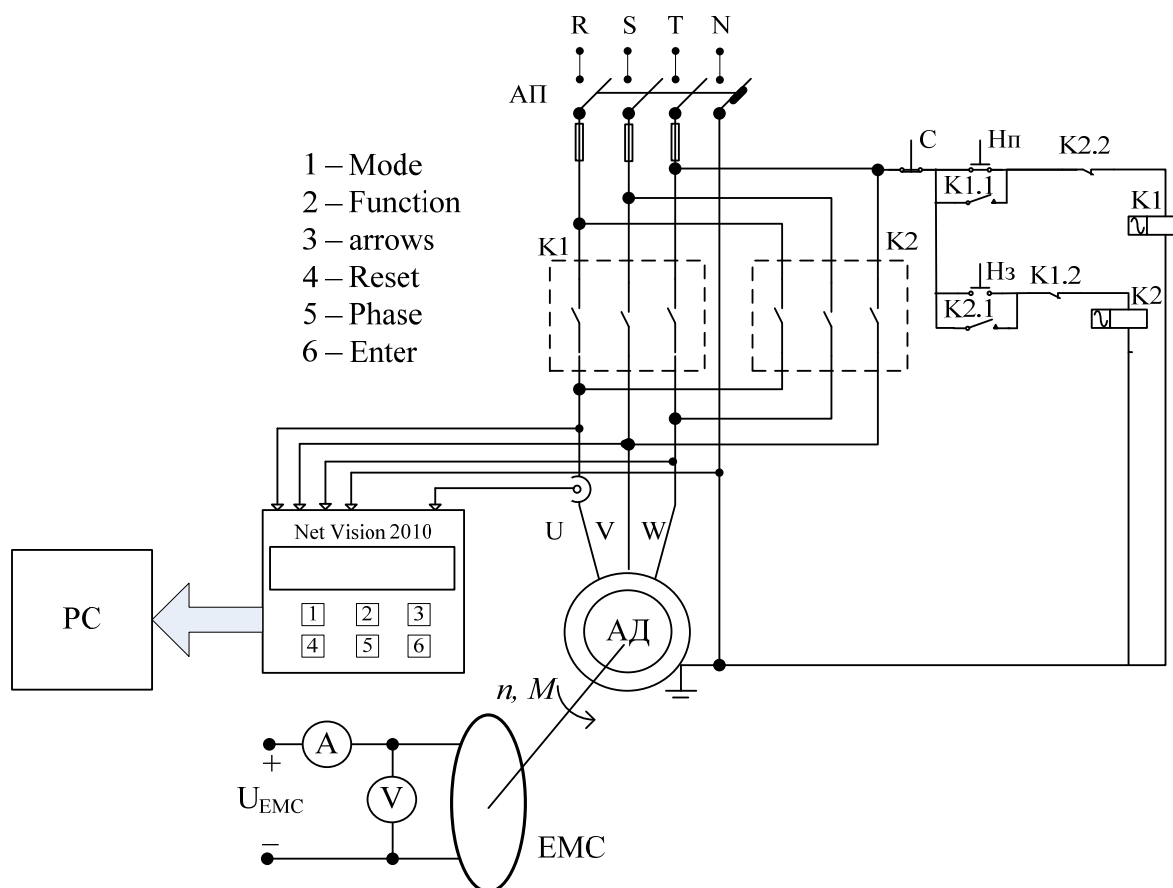 R S T N
АП
1 – Mode
2 – Function
3 – arrows
4 – Reset
5 – Phase
6 – Enter
С Нп К2.2
К1.1 К1
К1 К2
Нз К1.2
К2.1 К2
Net Vision 2010
U V W
1 2 3
4 5 6
PC
АД
n, M
A
+
V
U_EMC
–
EMC